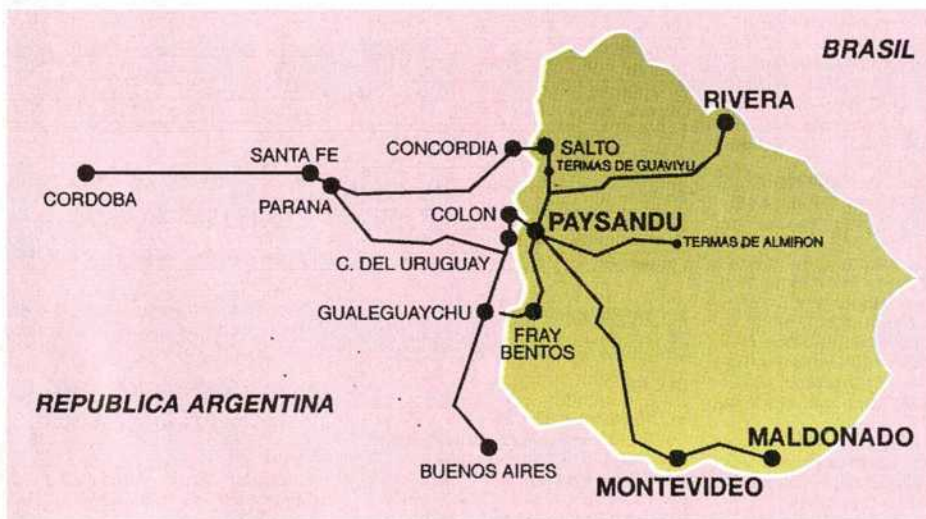 BRASIL
RIVERA
CONCORDIA
SALTO
SANTA FE
TERMAS DE GUAVIYU
CORDOBA
PARANA
COLON
PAYSANDU
TERMAS DE ALMIRON
C. DEL URUGUAY
GUALEGUAYCHU
FRAY
BENTOS
REPUBLICA ARGENTINA
MALDONADO
BUENOS AIRES
MONTEVIDEO